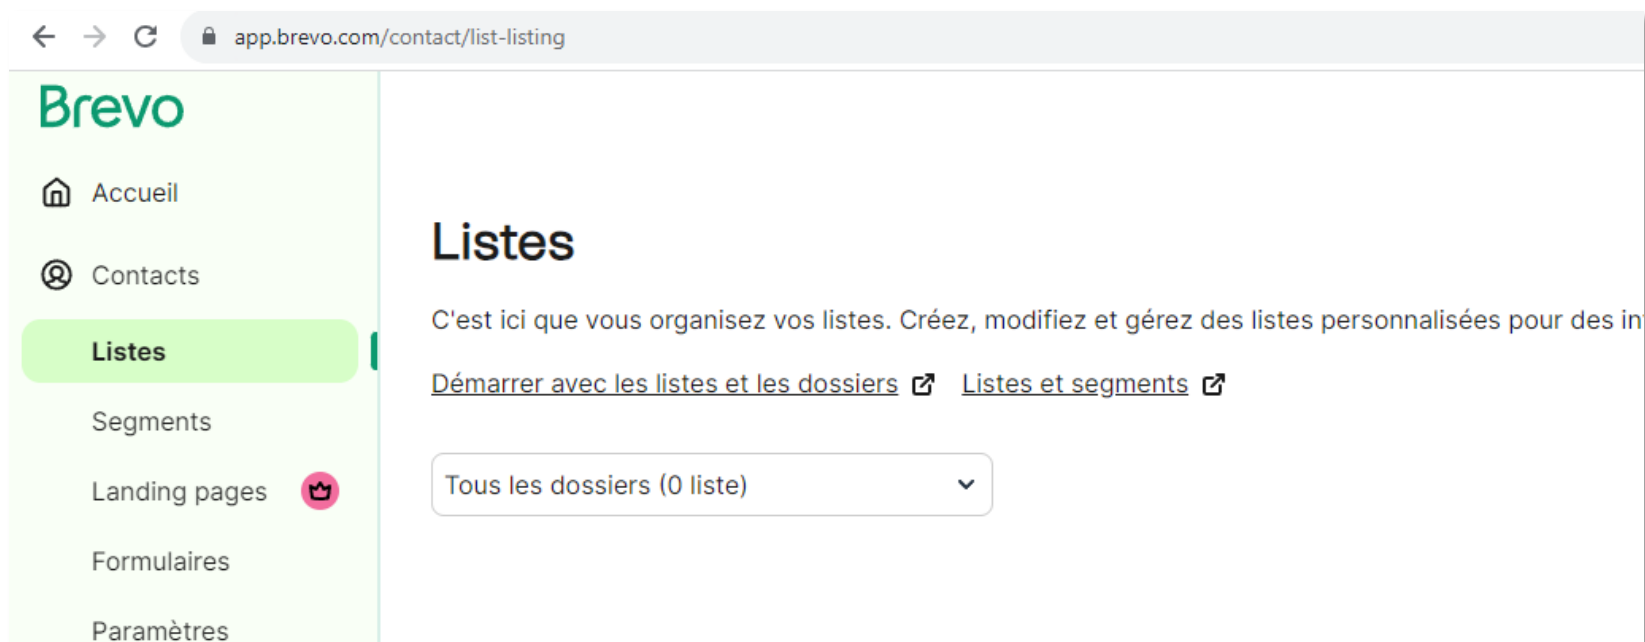 app.brevo.com/contact/list-listing
Brevo
Accueil
Contacts
Listes
Segments
Landing pages
Formulaires
Paramètres
Listes
C'est ici que vous organisez vos listes. Créez, modifiez et gérez des listes personnalisées pour des
Démarrer avec les listes et les dossiers Listes et segments
Tous les dossiers (0 liste)